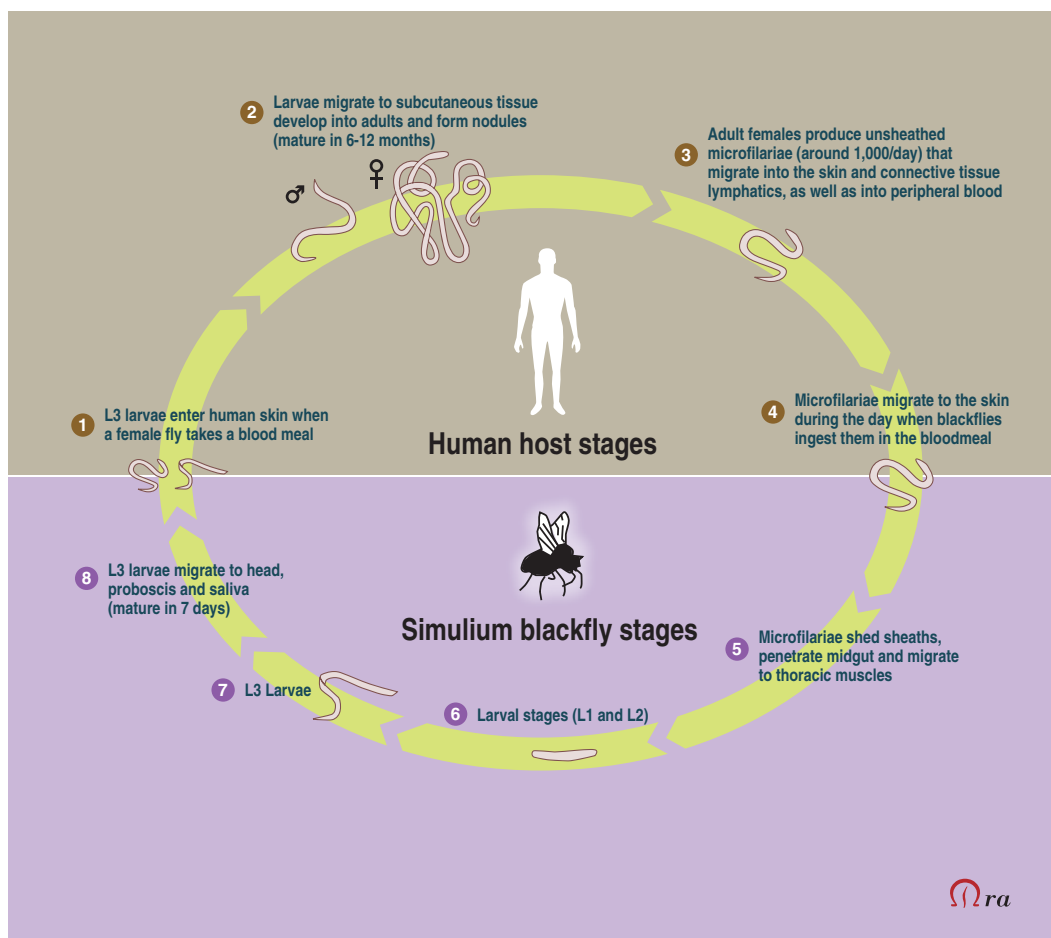 2 Larvae migrate to subcutaneous tissue
develop into adults and form nodules
(mature in 6-12 months)
3 Adult females produce unsheathed
microfilariae (around 1,000/day) that
migrate into the skin and connective tissue
lymphatics, as well as into peripheral blood
♂
♀
1 L3 larvae enter human skin when
a female fly takes a blood meal
4 Microfilariae migrate to the skin
during the day when blackflies
ingest them in the bloodmeal
Human host stages
8 L3 larvae migrate to head,
proboscis and saliva
(mature in 7 days)
Simulium blackfly stages
5 Microfilariae shed sheaths,
penetrate midgut and migrate
to thoracic muscles
7 L3 Larvae
6 Larval stages (L1 and L2)
ra